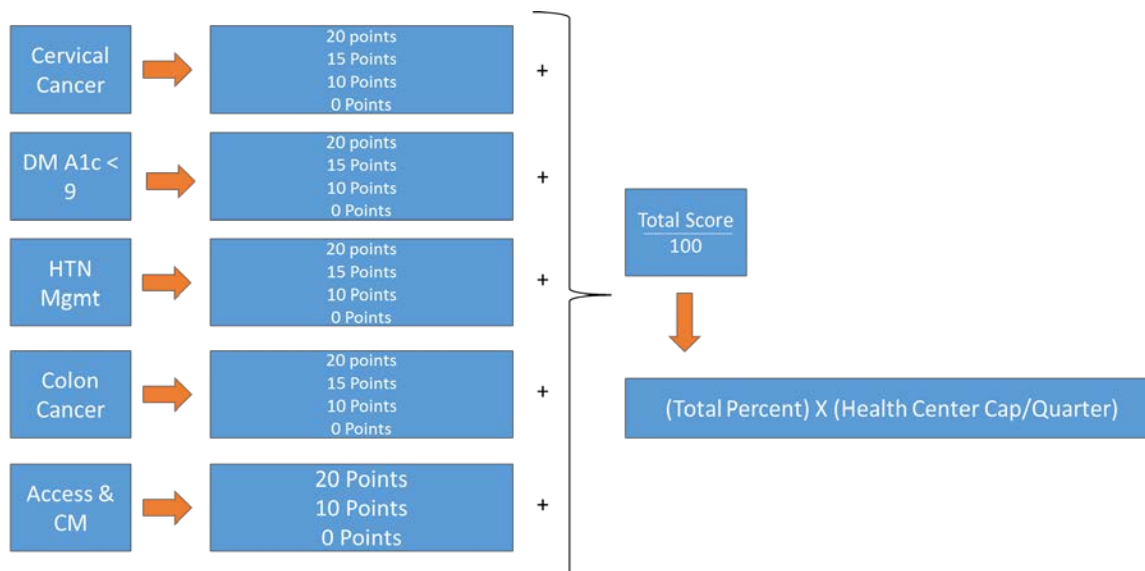 Cervical
Cancer
20 points
15 Points
10 Points
0 Points
+
DM A1c <
9
20 points
15 Points
10 Points
0 Points
+
HTN
Mgmt
20 points
15 Points
10 Points
0 Points
+
Colon
Cancer
20 points
15 Points
10 Points
0 Points
+
Access &
CM
20 Points
10 Points
0 Points
+
Total Score
100
(Total Percent) X (Health Center Cap/Quarter)